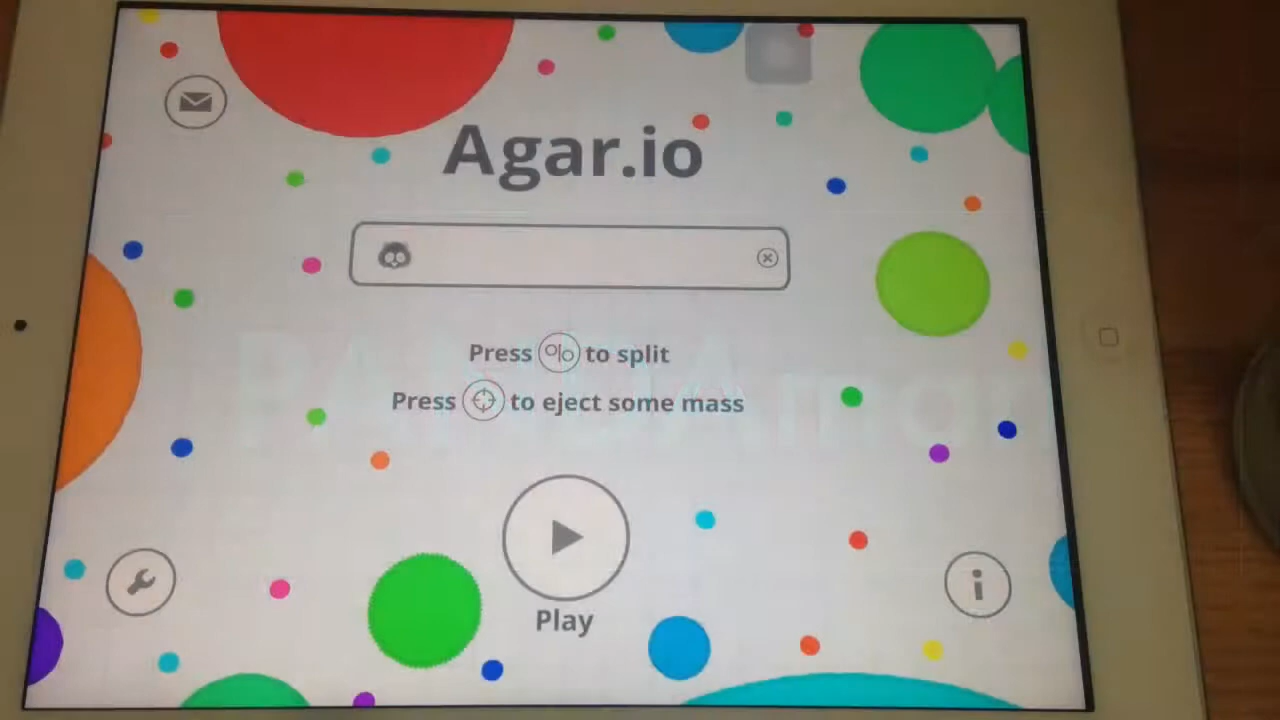 Agar.io
Press to split
Press to eject some mass
Play